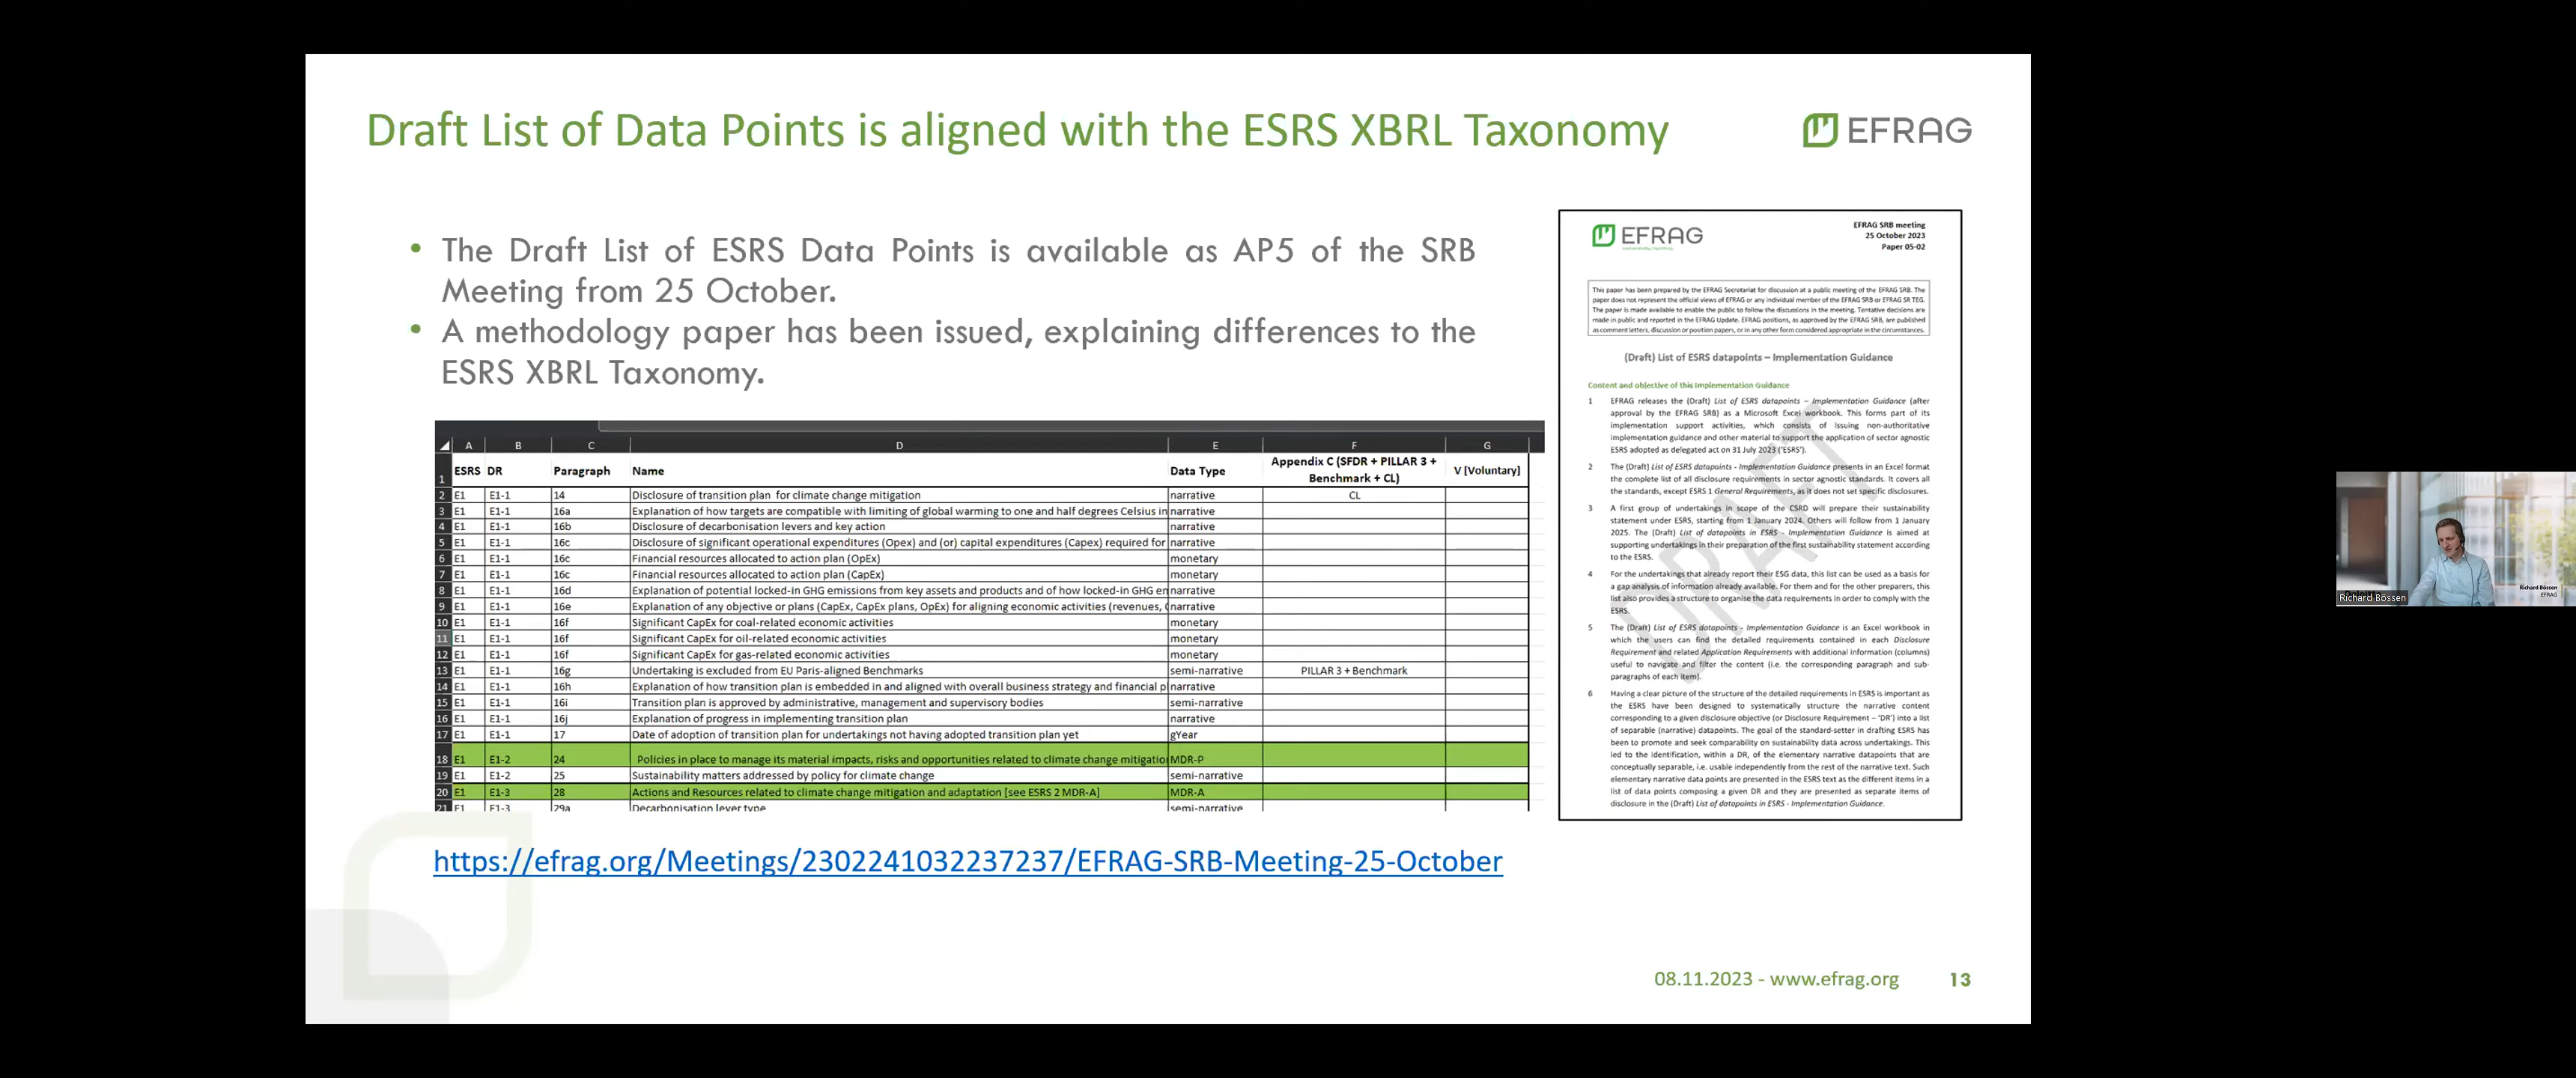 Draft List of Data Points is aligned with the ESRS XBRL Taxonomy
EFRAG
• The Draft List of ESRS Data Points is available as AP5 of the SRB
Meeting from 25 October.
• A methodology paper has been issued, explaining differences to the
ESRS XBRL Taxonomy.
A B C D E F G
1 ESRS DR Paragraph Name Data Type Appendix C (SFDR + PILLAR 3 + Benchmark + CL) V [Voluntary]
2 E1 E1-1 14 Disclosure of transition plan for climate change mitigation narrative CL
3 E1 E1-1 16a Explanation of how targets are compatible with limiting of global warming to one and half degrees Celsius in narrative
4 E1 E1-1 16b Disclosure of decarbonisation levers and key action narrative
5 E1 E1-1 16c Disclosure of significant operational expenditures (Opex) and (or) capital expenditures (Capex) required for narrative
6 E1 E1-1 16c Financial resources allocated to action plan (OpEx) monetary
7 E1 E1-1 16c Financial resources allocated to action plan (CapEx) monetary
8 E1 E1-1 16d Explanation of potential locked-in GHG emissions from key assets and products and of how locked-in GHG en narrative
9 E1 E1-1 16e Explanation of any objective or plans (CapEx, CapEx plans, OpEx) for aligning economic activities (revenues, narrative
10 E1 E1-1 16f Significant CapEx for coal-related economic activities monetary
11 E1 E1-1 16f Significant CapEx for oil-related economic activities monetary
12 E1 E1-1 16f Significant CapEx for gas-related economic activities monetary
13 E1 E1-1 16g Undertaking is excluded from EU Paris-aligned Benchmarks semi-narrative PILLAR 3 + Benchmark
14 E1 E1-1 16h Explanation of how transition plan is embedded in and aligned with overall business strategy and financial p narrative
15 E1 E1-1 16i Transition plan is approved by administrative, management and supervisory bodies semi-narrative
16 E1 E1-1 16j Explanation of progress in implementing transition plan narrative
17 E1 E1-1 17 Date of adoption of transition plan for undertakings not having adopted transition plan yet gYear
18 E1 E1-2 24 Policies in place to manage its material impacts, risks and opportunities related to climate change mitigatio MDR-P
19 E1 E1-2 25 Sustainability matters addressed by policy for climate change semi-narrative
20 E1 E1-3 28 Actions and Resources related to climate change mitigation and adaptation [see ESRS 2 MDR-A] MDR-A
21 E1 E1-3 29a Decarbonisation lever type semi-narrative
https://efrag.org/Meetings/2302241032237237/EFRAG-SRB-Meeting-25-October
EFRAG
EFRAG SRB meeting
25 October 2023
Paper 05-02
This paper has been prepared by the EFRAG Secretariat for discussion at a public meeting of the EFRAG SRB. The
paper does not represent the official views of EFRAG or any individual member of the EFRAG SRB or EFRAG SR TEG.
The paper is made available to enable the public to follow the discussions in the meeting. Tentative decisions are
made in public and reported in the EFRAG Update. EFRAG positions, as approved by the EFRAG SRB, are published
as comment letters, discussion or position papers, or in any other form considered appropriate in the circumstances.
(Draft) List of ESRS datapoints – Implementation Guidance
Content and objective of this Implementation Guidance
1 EFRAG releases the (Draft) List of ESRS datapoints – Implementation Guidance (after
approval by the EFRAG SRB) as a Microsoft Excel workbook. This forms part of its
implementation support activities, which consists of issuing non-authoritative
implementation guidance and other material to support the application of sector agnostic
ESRS adopted as delegated act on 31 July 2023 ('ESRS').
2 The (Draft) List of ESRS datapoints - Implementation Guidance presents in an Excel format
the complete list of all disclosure requirements in sector agnostic standards. It covers all
the standards, except ESRS 1 General Requirements, as it does not set specific disclosures.
3 A first group of undertakings in scope of the CSRD will prepare their sustainability
statement under ESRS, starting from 1 January 2024. Others will follow from 1 January
2025. The (Draft) List of datapoints in ESRS - Implementation Guidance is aimed at
supporting undertakings in their preparation of the first sustainability statement according
to the ESRS.
4 For the undertakings that already report their ESG data, this list can be used as a basis for
a gap analysis of information already available. For them and for the other preparers, this
list also provides a structure to organise the data requirements in order to comply with the
ESRS.
5 The (Draft) List of ESRS datapoints - Implementation Guidance is an Excel workbook in
which the users can find the detailed requirements contained in each Disclosure
Requirement and related Application Requirements with additional information (columns)
useful to navigate and filter the content (i.e. the corresponding paragraph and sub-
paragraphs of each item).
6 Having a clear picture of the structure of the detailed requirements in ESRS is important as
the ESRS have been designed to systematically structure the narrative content
corresponding to a given disclosure objective (or Disclosure Requirement – 'DR') into a list
of separable (narrative) datapoints. The goal of the standard-setter in drafting ESRS has
been to promote and seek comparability on sustainability data across undertakings. This
led to the identification, within a DR, of the elementary narrative datapoints that are
conceptually separable, i.e. usable independently from the rest of the narrative text. Such
elementary narrative data points are presented in the ESRS text as the different items in a
list of data points composing a given DR and they are presented as separate items of
disclosure in the (Draft) List of datapoints in ESRS - Implementation Guidance.
DRAFT
08.11.2023 - www.efrag.org 13
Richard Bössen
EFRAG
Richard Bössen